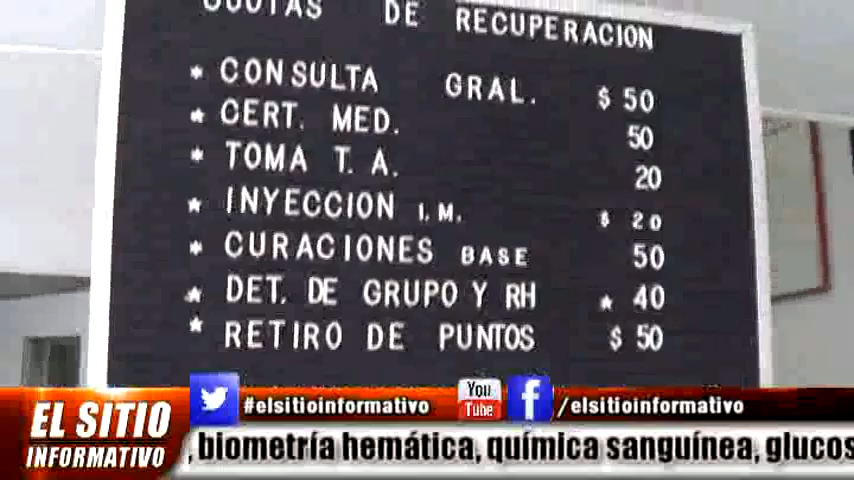 CUOTAS DE RECUPERACION
* CONSULTA GRAL. $ 50
* CERT. MED. 50
* TOMA T. A. 20
* INYECCION I.M. $ 20
* CURACIONES BASE 50
* DET. DE GRUPO Y RH * 40
* RETIRO DE PUNTOS $ 50
#elsitioinformativo You Tube /elsitioinformativo
EL SITIO
INFORMATIVO
, biometría hemática, química sanguínea, glucos